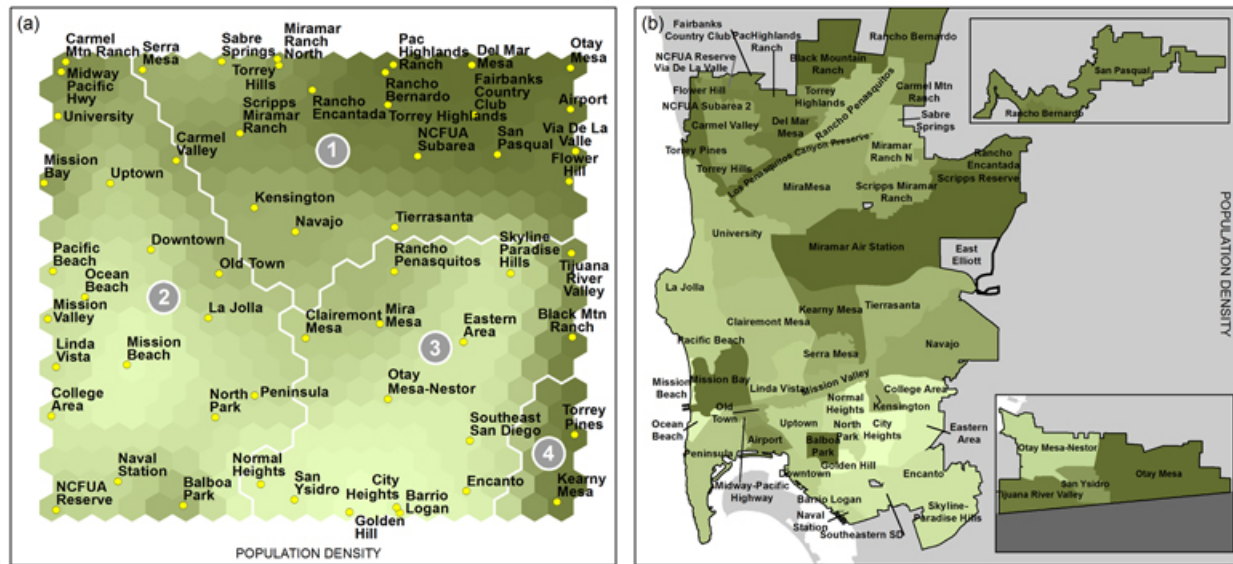 (a)
Carmel
Mtn Ranch
Serra
Mesa
Sabre
Springs
Miramar
Ranch
North
Pac
Highlands
Ranch
Del Mar
Mesa
Otay
Mesa
Midway
Pacific
Hwy
Torrey
Hills
Rancho
Bernardo
Fairbanks
Country
Club
University
Scripps
Miramar
Ranch
Rancho
Encantada
Torrey Highlands
Airport
Carmel
Valley
1
NCFUA
Subarea
San
Pasqual
Via De La
Valle
Flower
Hill
Mission
Bay
Uptown
Kensington
Navajo
Tierrasanta
Skyline
Paradise
Hills
Downtown
Pacific
Beach
Old Town
Rancho
Penasquitos
Tijuana
River
Valley
Ocean
Beach
2
Mission
Valley
La Jolla
Clairemont
Mesa
Mira
Mesa
Eastern
Area
Black Mtn
Ranch
3
Linda
Vista
Mission
Beach
Otay
Mesa-Nestor
College
Area
North
Park
Peninsula
Southeast
San Diego
Torrey
Pines
4
Naval
Station
Normal
Heights
NCFUA
Reserve
Balboa
Park
San
Ysidro
City
Heights
Barrio
Logan
Encanto
Kearny
Mesa
Golden
Hill
POPULATION DENSITY
(b)
Fairbanks
Country Club
PacHighlands
Ranch
Rancho Bernardo
NCFUA Reserve
Via De La Valle
Black Mountain
Ranch
San Pasqual
Rancho Bernardo
Flower Hill
Torrey
Highlands
Rancho Penasquitos
Carmel Mtn
Ranch
NCFUA Subarea 2
Carmel Valley
Del Mar
Mesa
Sabre
Springs
Torrey Pines
Los Penasquitos Canyon Preserve
Miramar
Ranch N
Rancho
Encantada
Torrey Hills
MiraMesa
Scripps Miramar
Ranch
Scripps Reserve
University
Miramar Air Station
East
Elliott
La Jolla
Kearny Mesa
Tierrasanta
Clairemont Mesa
Pacific Beach
Serra Mesa
Navajo
Mission
Beach
Mission Bay
Linda Vista
Mission Valley
College Area
Old
Town
Normal
Heights
Kensington
Ocean
Beach
Uptown
North
Park
City
Heights
Eastern
Area
Peninsula
Airport
Balboa
Park
Golden Hill
Midway-Pacific
Highway
Downtown
Encanto
Barrio Logan
Naval
Station
Skyline-
Paradise Hills
Southeastern SD
Otay Mesa-Nestor
San Ysidro
Otay Mesa
Tijuana River Valley
POPULATION DENSITY